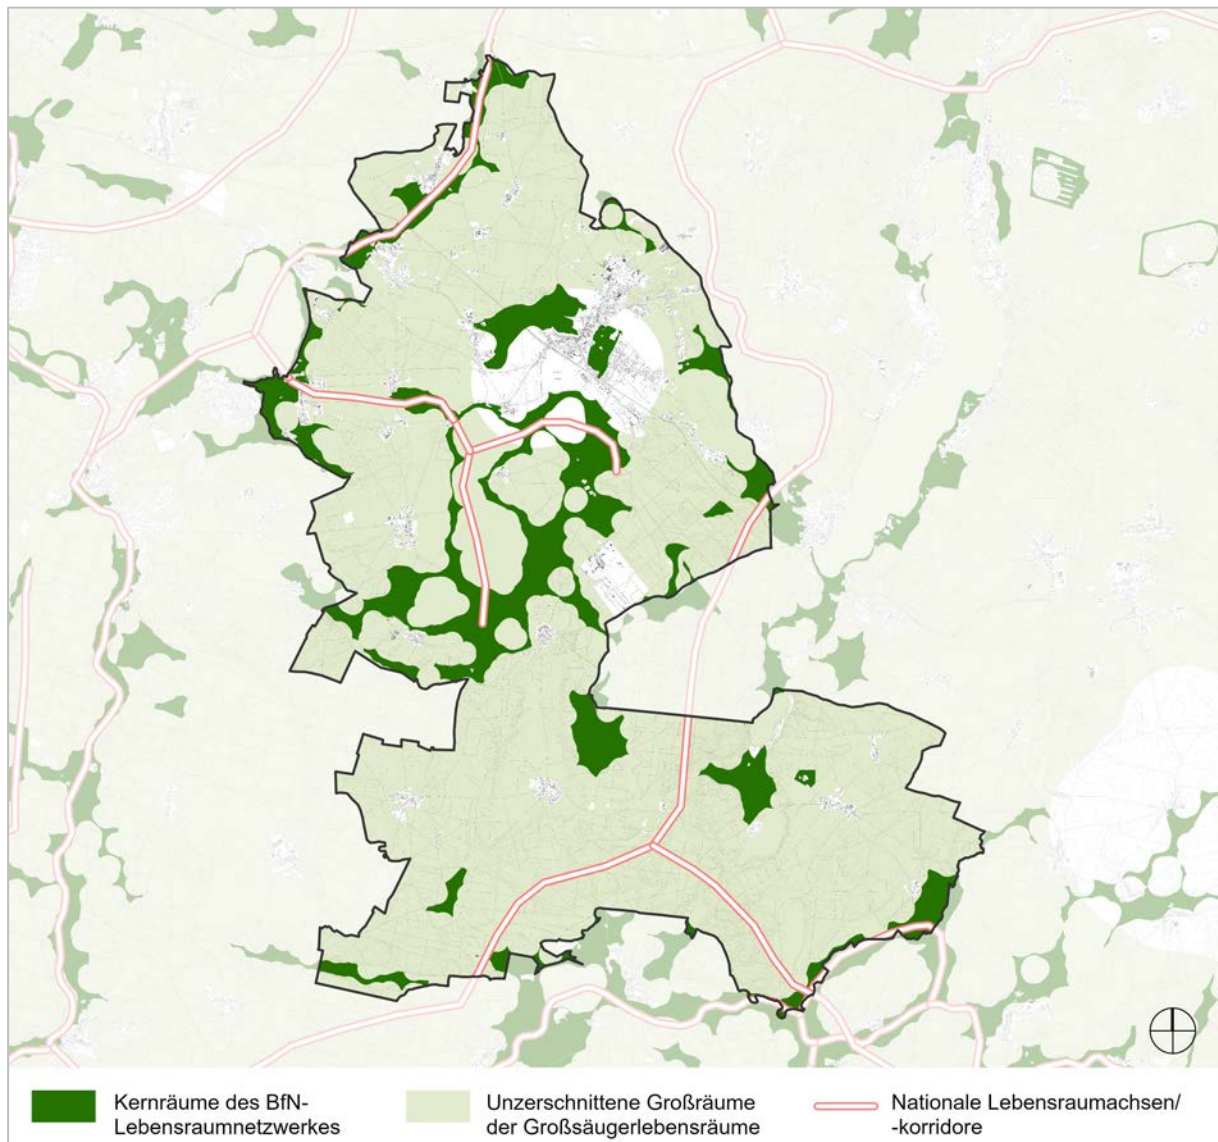 Kernräume des BfN-
Lebensraumnetzwerkes
Unzerschnittene Großräume
der Großsäugerlebensräume
Nationale Lebensraumachsen/
-korridore